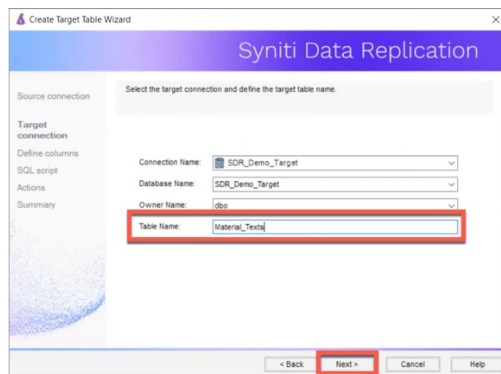 Create Target Table Wizard
Syniti Data Replication
Source connection
Target
connection
Define columns
SQL script
Actions
Summary
Select the target connection and define the target table name.
Connection Name: SDR_Demo_Target
Database Name: SDR_Demo_Target
Owner Name: dbo
Table Name: Material_Texts
< Back Next > Cancel Help